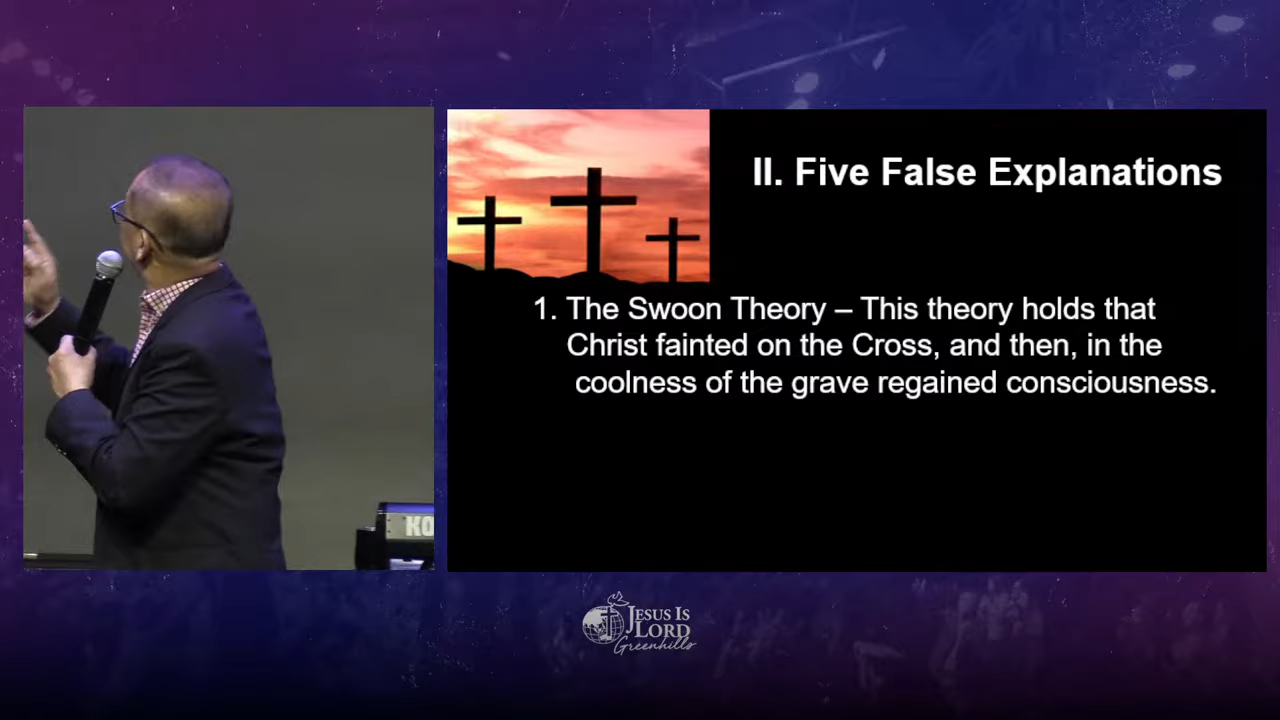 II. Five False Explanations
1. The Swoon Theory – This theory holds that
Christ fainted on the Cross, and then, in the
coolness of the grave regained consciousness.
KO
JESUS IS
LORD
Greenhills